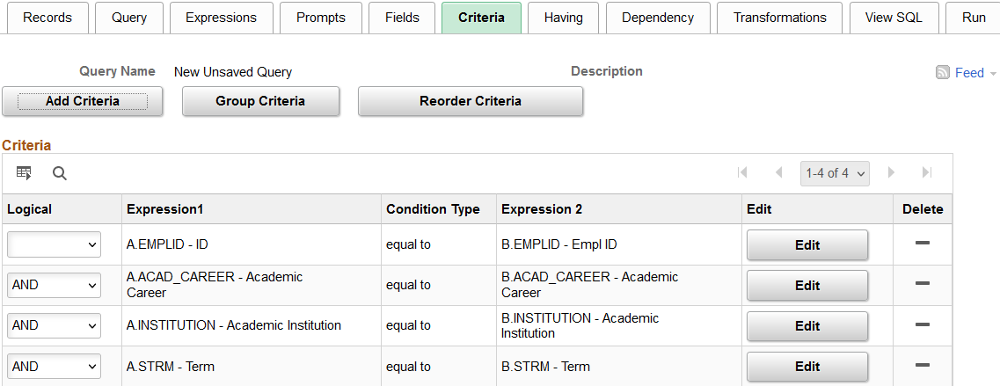 Records Query Expressions Prompts Fields Criteria Having Dependency Transformations View SQL Run
Query Name New Unsaved Query Description Feed
Add Criteria Group Criteria Reorder Criteria
Criteria
1-4 of 4
Logical Expression1 Condition Type Expression 2 Edit Delete
A.EMPLID - ID equal to B.EMPLID - Empl ID Edit
AND A.ACAD_CAREER - Academic Career equal to B.ACAD_CAREER - Academic Career Edit
AND A.INSTITUTION - Academic Institution equal to B.INSTITUTION - Academic Institution Edit
AND A.STRM - Term equal to B.STRM - Term Edit